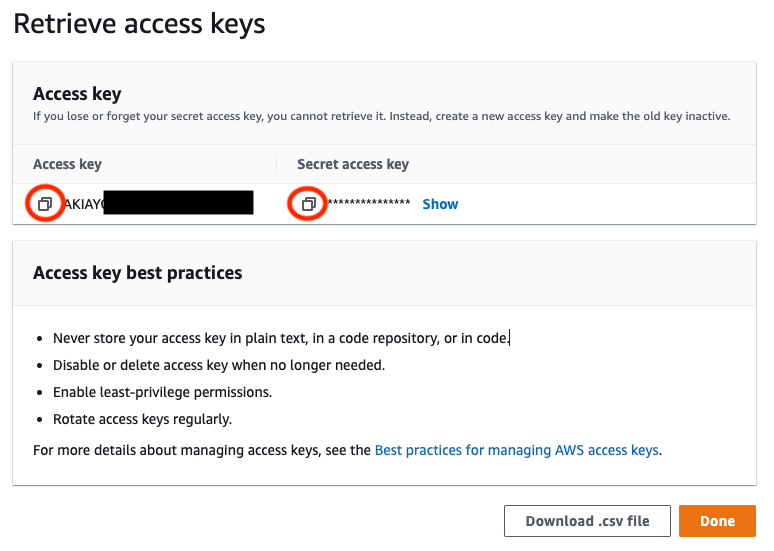 Retrieve access keys
Access key
If you lose or forget your secret access key, you cannot retrieve it. Instead, create a new access key and make the old key inactive.
Access key Secret access key
AKIAYC *************** Show
Access key best practices
Never store your access key in plain text, in a code repository, or in code.
Disable or delete access key when no longer needed.
Enable least-privilege permissions.
Rotate access keys regularly.
For more details about managing access keys, see the Best practices for managing AWS access keys.
Download .csv file Done